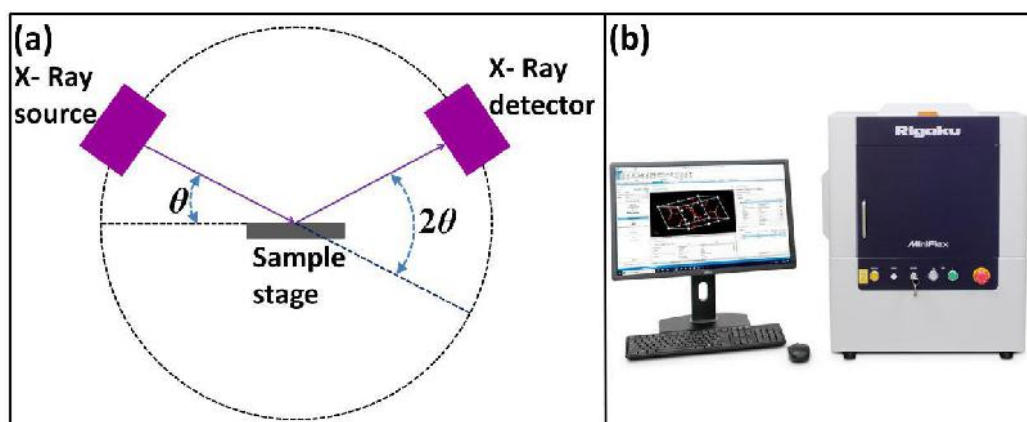 (a)
X- Ray
source
X- Ray
detector
θ
2θ
Sample
stage
(b)
Rigaku
MiniFlex